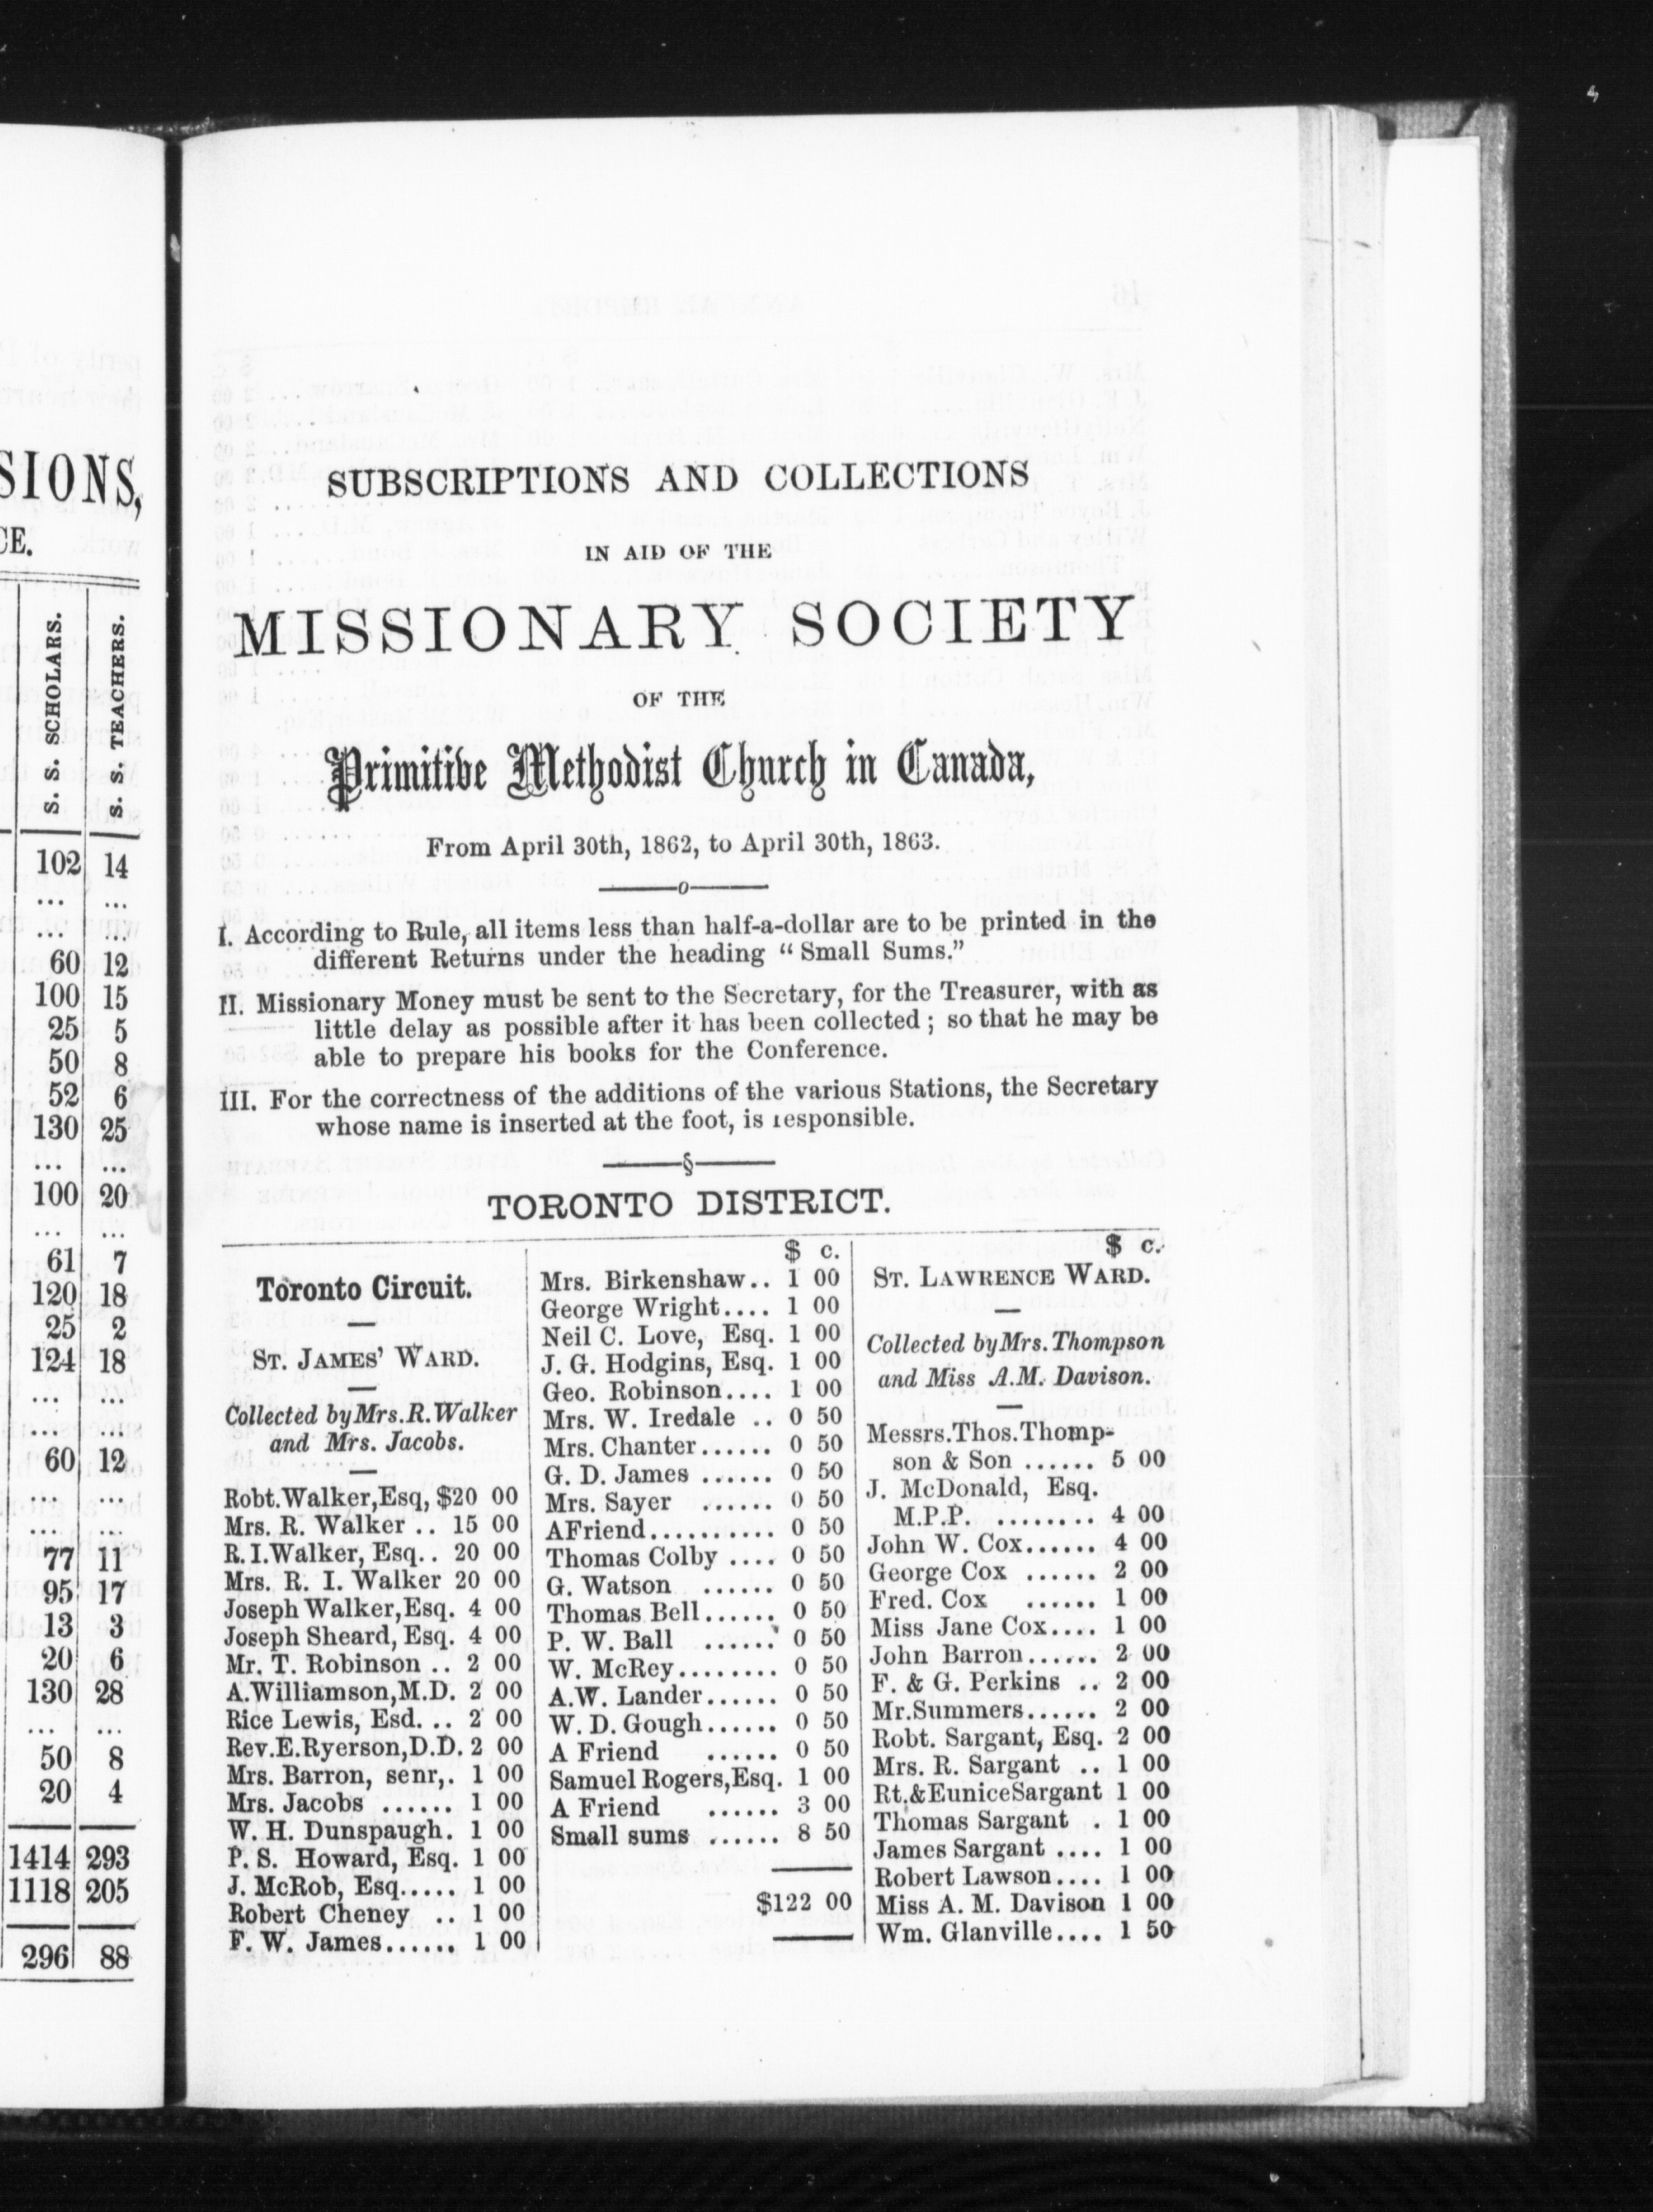 SIONS,
CE.
S. S. SCHOLARS.
S. S. TEACHERS.
102 14
... ...
... ...
60 12
100 15
25 5
50 8
52 6
130 25
... ...
100 20
... ...
61 7
120 18
25 2
124 18
... ...
... ...
60 12
... ...
... ...
77 11
95 17
13 3
20 6
130 28
... ...
50 8
20 4
1414 293
1118 205
296 88
SUBSCRIPTIONS AND COLLECTIONS
IN AID OF THE
MISSIONARY SOCIETY
OF THE
Primitive Methodist Church in Canada,
From April 30th, 1862, to April 30th, 1863.
I. According to Rule, all items less than half-a-dollar are to be printed in the
different Returns under the heading "Small Sums."
II. Missionary Money must be sent to the Secretary, for the Treasurer, with as
little delay as possible after it has been collected; so that he may be
able to prepare his books for the Conference.
III. For the correctness of the additions of the various Stations, the Secretary
whose name is inserted at the foot, is responsible.
TORONTO DISTRICT.
Toronto Circuit.
ST. JAMES' WARD.
Collected by Mrs. R. Walker
and Mrs. Jacobs.
Robt. Walker, Esq, $20 00
Mrs. R. Walker .. 15 00
R. I. Walker, Esq.. 20 00
Mrs. R. I. Walker 20 00
Joseph Walker, Esq. 4 00
Joseph Sheard, Esq. 4 00
Mr. T. Robinson .. 2 00
A. Williamson, M.D. 2 00
Rice Lewis, Esd. .. 2 00
Rev. E. Ryerson, D.D. 2 00
Mrs. Barron, senr,. 1 00
Mrs. Jacobs ...... 1 00
W. H. Dunspaugh. 1 00
P. S. Howard, Esq. 1 00
J. McRob, Esq..... 1 00
Robert Cheney .. 1 00
F. W. James...... 1 00
$ c.
Mrs. Birkenshaw.. 1 00
George Wright.... 1 00
Neil C. Love, Esq. 1 00
J. G. Hodgins, Esq. 1 00
Geo. Robinson.... 1 00
Mrs. W. Iredale .. 0 50
Mrs. Chanter...... 0 50
G. D. James ...... 0 50
Mrs. Sayer ...... 0 50
A Friend.......... 0 50
Thomas Colby .... 0 50
G. Watson ...... 0 50
Thomas Bell...... 0 50
P. W. Ball ...... 0 50
W. McRey........ 0 50
A. W. Lander...... 0 50
W. D. Gough...... 0 50
A Friend ...... 0 50
Samuel Rogers, Esq. 1 00
A Friend ...... 3 00
Small sums ...... 8 50
$122 00
$ c.
ST. LAWRENCE WARD.
Collected by Mrs. Thompson
and Miss A. M. Davison.
Messrs. Thos. Thomp-
son & Son ...... 5 00
J. McDonald, Esq.
M.P.P. ........ 4 00
John W. Cox...... 4 00
George Cox ...... 2 00
Fred. Cox ...... 1 00
Miss Jane Cox.... 1 00
John Barron...... 2 00
F. & G. Perkins .. 2 00
Mr. Summers...... 2 00
Robt. Sargant, Esq. 2 00
Mrs. R. Sargant .. 1 00
Rt. & Eunice Sargant 1 00
Thomas Sargant . 1 00
James Sargant .... 1 00
Robert Lawson.... 1 00
Miss A. M. Davison 1 00
Wm. Glanville.... 1 50